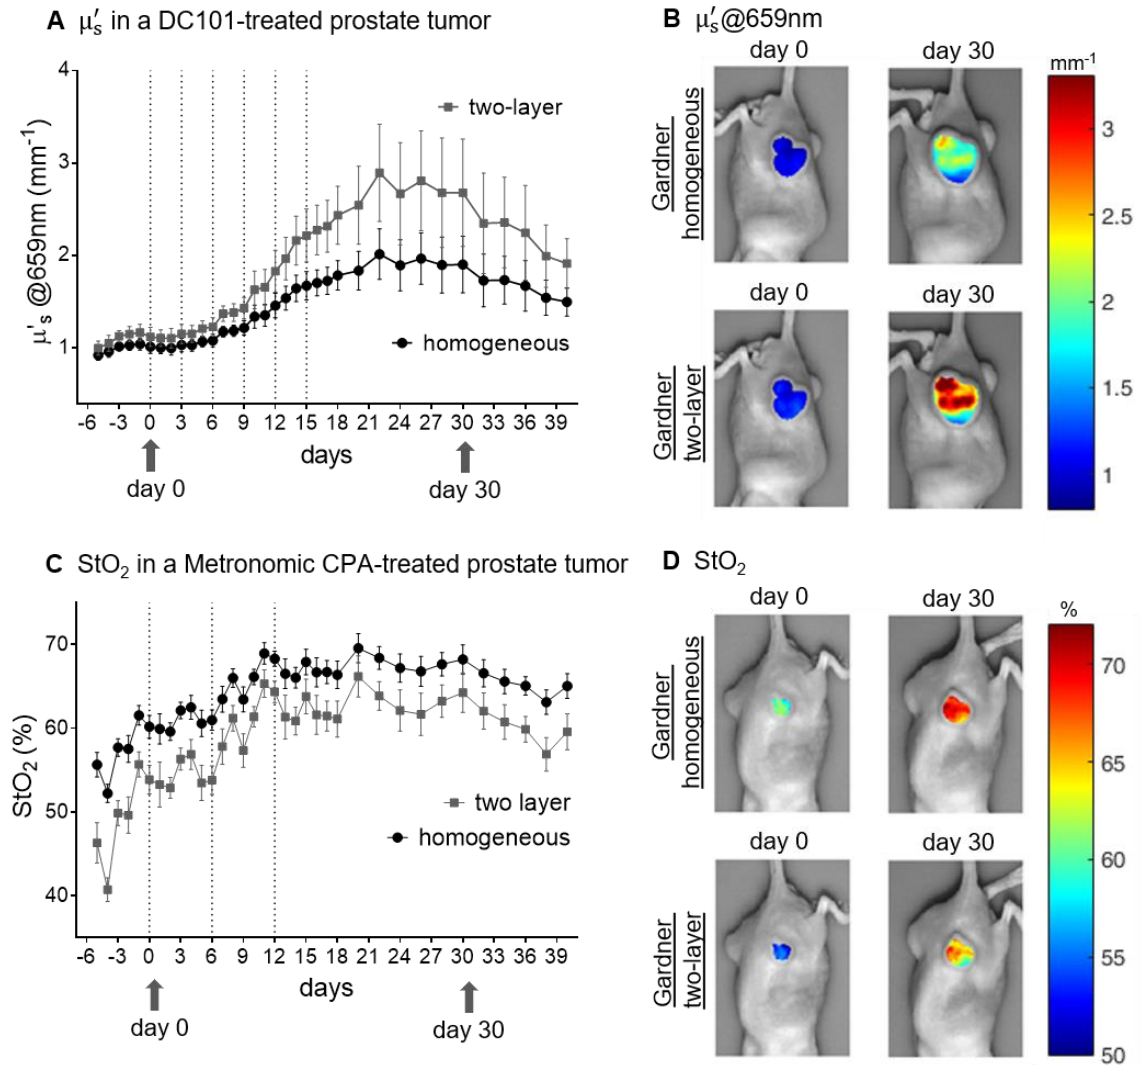 A μ′s in a DC101-treated prostate tumor
4
3
2
1
μ′s @659nm (mm-1)
two-layer
homogeneous
-6 -3 0 3 6 9 12 15 18 21 24 27 30 33 36 39
days
day 0
day 30
B μ′s@659nm
day 0 day 30
Gardner
homogeneous
day 0 day 30
Gardner
two-layer
mm-1
3
2.5
2
1.5
1
C StO2 in a Metronomic CPA-treated prostate tumor
70
60
50
40
StO2 (%)
two layer
homogeneous
-6 -3 0 3 6 9 12 15 18 21 24 27 30 33 36 39
days
day 0
day 30
D StO2
day 0 day 30
Gardner
homogeneous
day 0 day 30
Gardner
two-layer
%
70
65
60
55
50